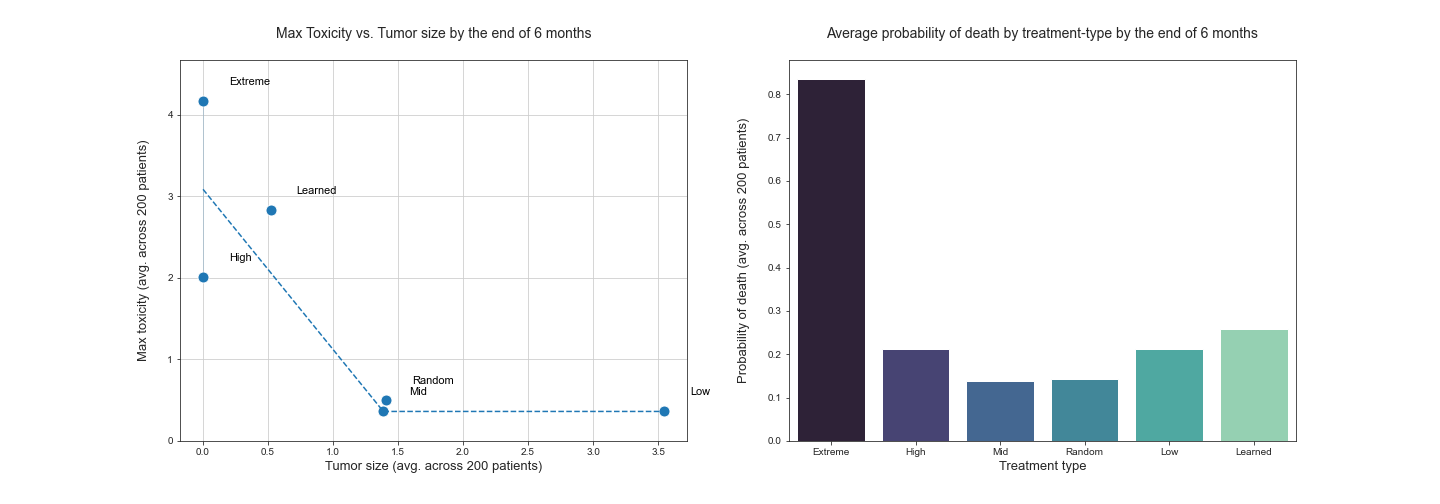 Max Toxicity vs. Tumor size by the end of 6 months
Max toxicity (avg. across 200 patients)
4
3
2
1
0
Extreme
Learned
High
Random
Mid
Low
0.0 0.5 1.0 1.5 2.0 2.5 3.0 3.5
Tumor size (avg. across 200 patients)
Average probability of death by treatment-type by the end of 6 months
Probability of death (avg. across 200 patients)
0.8
0.7
0.6
0.5
0.4
0.3
0.2
0.1
0.0
Extreme High Mid Random Low Learned
Treatment type